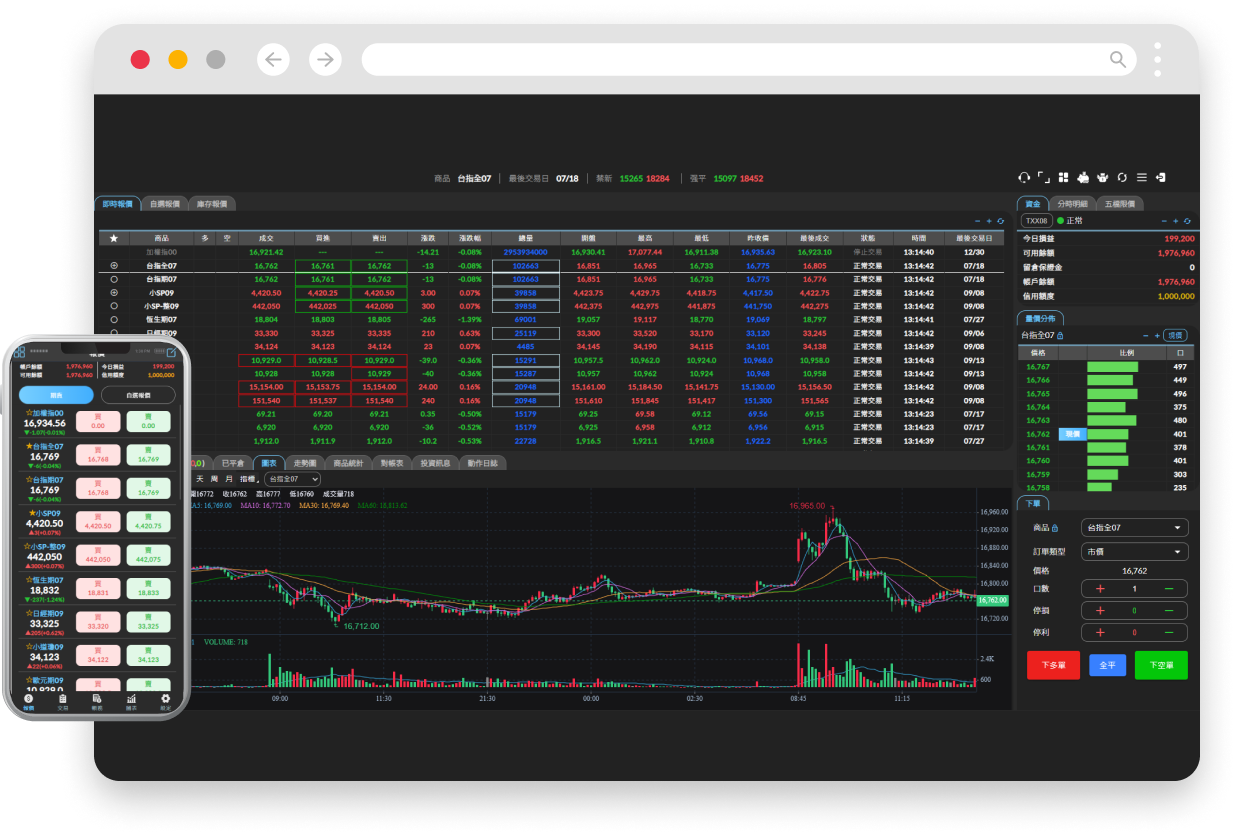 商品 台指全07 | 最後交易日 07/18 | 禁新 15265 18284 | 強平 15097 18452
即時報價 自選報價 庫存報價
★ 商品 多 空 成交 買進 賣出 漲跌 漲跌幅 總量 開盤 最高 最低 昨收價 最後成交 狀態 時間 最後交易日
加權指00 16,921.42 --- --- -14.21 -0.08% 2953934000 16,930.41 17,077.44 16,911.38 16,935.63 16,923.10 停止交易 13:14:40 12/30
台指全07 16,762 16,761 16,762 -13 -0.08% 102663 16,851 16,965 16,733 16,775 16,805 正常交易 13:14:42 07/18
台指期07 16,762 16,761 16,762 -13 -0.08% 102663 16,851 16,965 16,733 16,775 16,776 正常交易 13:14:42 07/18
小SP09 4,420.50 4,420.25 4,420.50 3.00 0.07% 39858 4,423.75 4,429.75 4,418.75 4,417.50 4,422.75 正常交易 13:14:42 09/08
小SP-整09 442,050 442,025 442,050 300 0.07% 39858 442,375 442,975 441,875 441,750 442,275 正常交易 13:14:42 09/08
恆生期07 18,804 18,803 18,805 -265 -1.39% 69001 19,057 19,117 18,770 19,069 18,797 正常交易 13:14:41 07/27
日經期09 33,330 33,325 33,335 210 0.63% 25119 33,300 33,520 33,170 33,120 33,245 正常交易 13:14:42 09/06
34,124 34,123 34,124 23 0.07% 4485 34,145 34,190 34,115 34,101 34,138 正常交易 13:14:39 09/08
10,929.0 10,928.5 10,929.0 -39.0 -0.36% 15291 10,957.5 10,962.0 10,924.0 10,968.0 10,958.0 正常交易 13:14:43 09/13
10,928 10,928 10,929 -40 -0.36% 15287 10,957 10,962 10,924 10,968 10,958 正常交易 13:14:42 09/13
15,154.00 15,153.75 15,154.00 24.00 0.16% 20948 15,161.00 15,184.50 15,141.75 15,130.00 15,156.50 正常交易 13:14:42 09/08
151,540 151,537 151,540 240 0.16% 20948 151,610 151,845 151,417 151,300 151,565 正常交易 13:14:42 09/08
69.21 69.20 69.21 0.35 -0.50% 15179 69.25 69.58 69.12 69.56 69.15 正常交易 13:14:23 07/17
6,920 6,920 6,920 -36 -0.52% 15179 6,925 6,958 6,912 6,956 6,915 正常交易 13:14:23 07/17
1,912.0 1,911.9 1,912.0 -10.2 -0.53% 22728 1,916.5 1,921.1 1,910.8 1,922.2 1,916.5 正常交易 13:14:39 07/27
0,0) 已平倉 圖表 走勢圖 商品統計 對帳表 投資訊息 動作日誌
天 周 月 指標 台指全07
開16772 收16762 高16777 低16760 成交量718
MA5: 16,769.00 MA10: 16,772.70 MA30: 16,769.40 MA60: 16,811.62
16,965.00
16,712.00
16,960.00
16,920.00
16,880.00
16,840.00
16,800.00
16,762.00
16,720.00
VOLUME: 718
2.4K
600
09:00 11:30 21:30 00:00 02:30 08:45 11:15
資金 分時明細 五檔限價
TXX08 正常
今日損益 199,200
可用餘額 1,976,960
留倉保證金 0
帳戶餘額 1,976,960
信用額度 1,000,000
量價分佈
台指全07 現價
價格 比例 口
16,767 497
16,766 449
16,765 496
16,764 375
16,763 480
16,762 現價 401
16,761 378
16,760 401
16,759 303
16,758 235
下單
商品 台指全07
訂單類型 市價
價格 16,762
口數 1
停損 0
停利 0
下多單 全平 下空單
報價
帳戶餘額 1,976,960 今日損益 199,200
可用餘額 1,976,960 信用額度 1,000,000
自選報價
☆加權指00
16,934.56
▼-1.07(-0.01%)
買 0.00 賣 0.00
★台指全07
16,769
▼-6(-0.04%)
買 16,768 賣 16,769
☆台指期07
16,769
▼-6(-0.04%)
買 16,768 賣 16,769
★小SP09
4,420.50
▲3(+0.07%)
買 4,420.50 賣 4,420.75
☆小SP-整09
442,050
▲300(+0.07%)
買 442,050 賣 442,075
☆恆生期07
18,832
▼-237(-1.24%)
買 18,831 賣 18,833
☆日經期09
33,325
▲205(+0.62%)
買 33,320 賣 33,325
☆小道瓊09
34,123
▲22(+0.06%)
買 34,122 賣 34,123
☆歐元期09
10,929.0
買 賣
報價 交易 帳務 圖表 設定